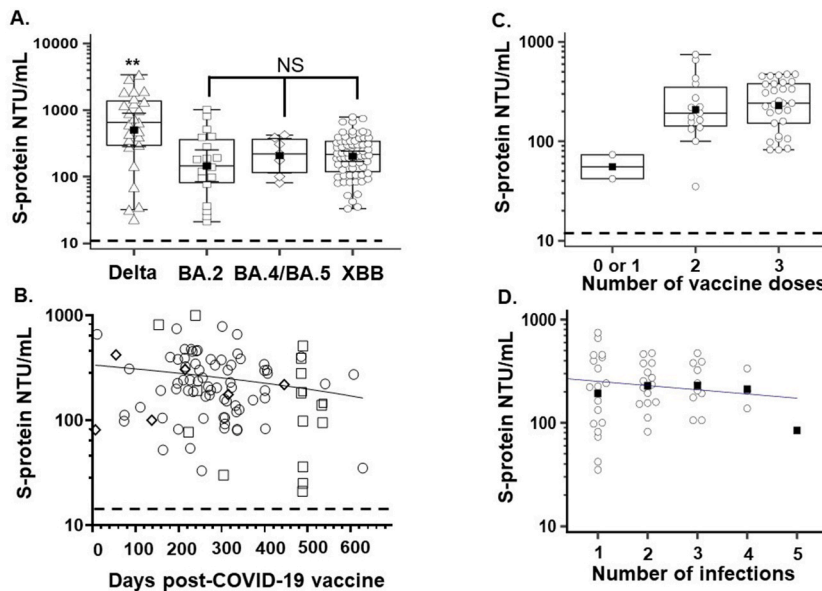 A.
S-protein NTU/mL
10000
1000
100
10
**
NS
Delta BA.2 BA.4/BA.5 XBB
B.
S-protein NTU/mL
1000
100
10
0 100 200 300 400 500 600
Days post-COVID-19 vaccine
C.
S-protein NTU/mL
1000
100
10
0 or 1 2 3
Number of vaccine doses
D.
S-protein NTU/mL
1000
100
10
1 2 3 4 5
Number of infections